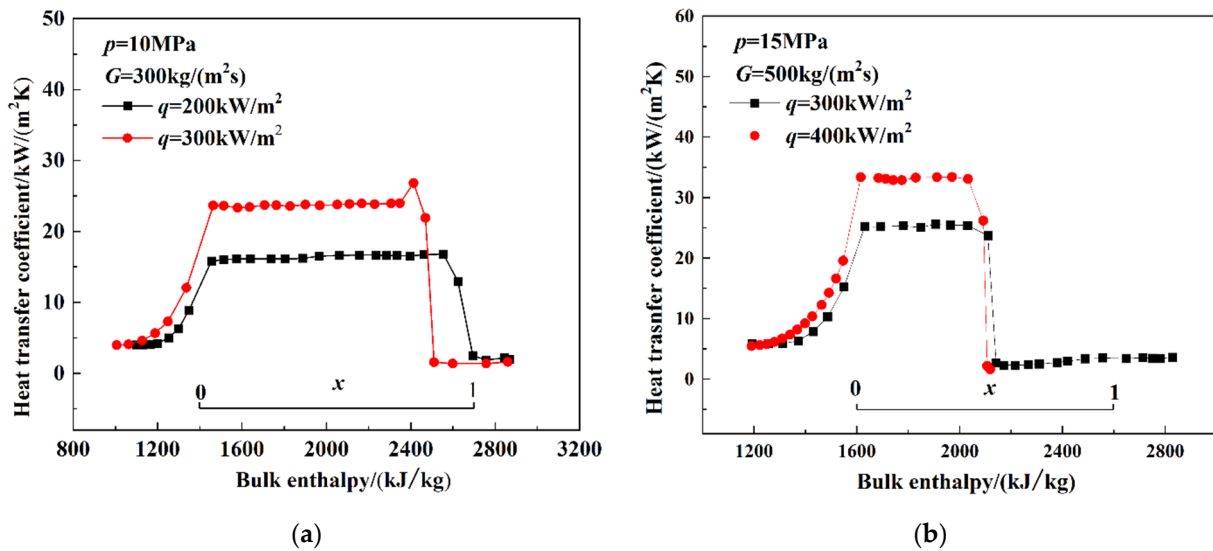 50
40
30
20
10
0
Heat transfer coefficient/kW/(m²K)
p=10MPa
G=300kg/(m²s)
q=200kW/m²
q=300kW/m²
0 x 1
800 1200 1600 2000 2400 2800 3200
Bulk enthalpy/(kJ/kg)
(a)
60
50
40
30
20
10
0
Heat trasnfer coefficient/(kW/(m²K)
p=15MPa
G=500kg/(m²s)
q=300kW/m²
q=400kW/m²
0 x 1
1200 1600 2000 2400 2800
Bulk enthalpy/(kJ/kg)
(b)